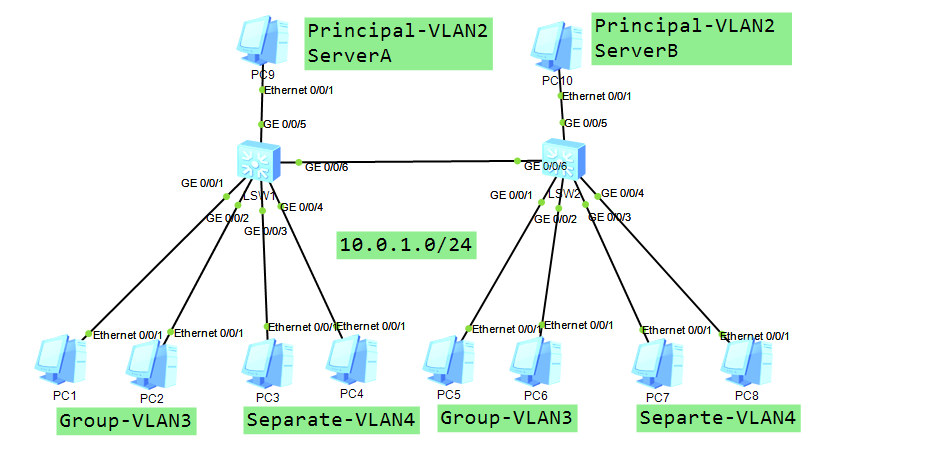 Principal-VLAN2
ServerA
Principal-VLAN2
ServerB
PC9
PC10
Ethernet 0/0/1
Ethernet 0/0/1
GE 0/0/5
GE 0/0/5
GE 0/0/6
GE 0/0/6
GE 0/0/1
LSW1
GE 0/0/4
GE 0/0/2
GE 0/0/3
GE 0/0/1
LSW2
GE 0/0/4
GE 0/0/2
GE 0/0/3
10.0.1.0/24
Ethernet 0/0/1
Ethernet 0/0/1
Ethernet 0/0/1
Ethernet 0/0/1
Ethernet 0/0/1
Ethernet 0/0/1
Ethernet 0/0/1
Ethernet 0/0/1
PC1
PC2
PC3
PC4
PC5
PC6
PC7
PC8
Group-VLAN3
Separate-VLAN4
Group-VLAN3
Separte-VLAN4